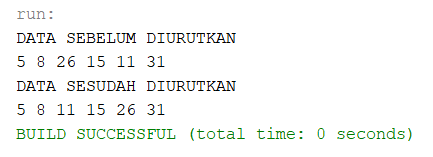 run:
DATA SEBELUM DIURUTKAN
5 8 26 15 11 31
DATA SESUDAH DIURUTKAN
5 8 11 15 26 31
BUILD SUCCESSFUL (total time: 0 seconds)